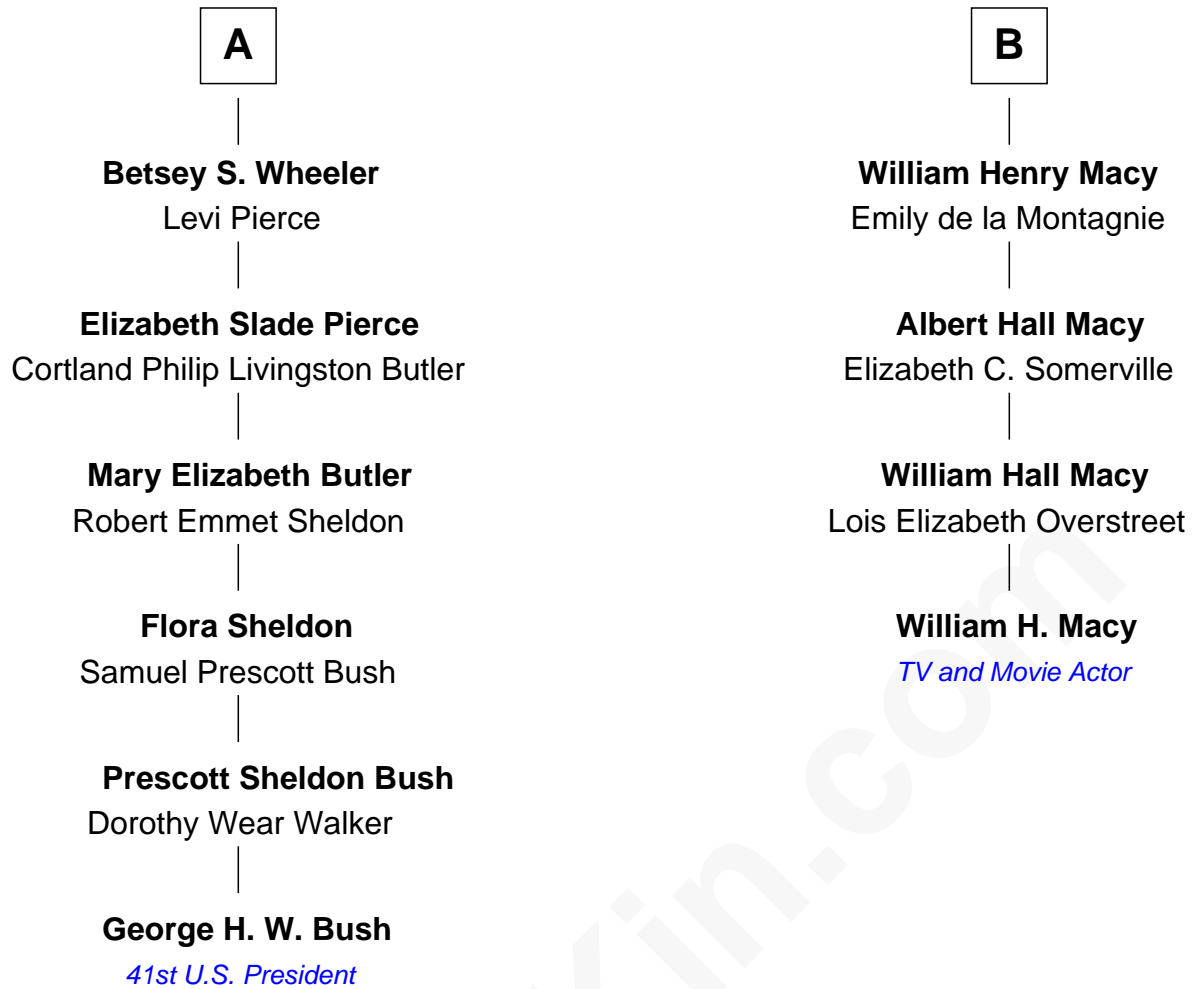 A
Betsey S. Wheeler
Levi Pierce
Elizabeth Slade Pierce
Cortland Philip Livingston Butler
Mary Elizabeth Butler
Robert Emmet Sheldon
Flora Sheldon
Samuel Prescott Bush
Prescott Sheldon Bush
Dorothy Wear Walker
George H. W. Bush
41st U.S. President
B
William Henry Macy
Emily de la Montagnie
Albert Hall Macy
Elizabeth C. Somerville
William Hall Macy
Lois Elizabeth Overstreet
William H. Macy
TV and Movie Actor
Kin.com